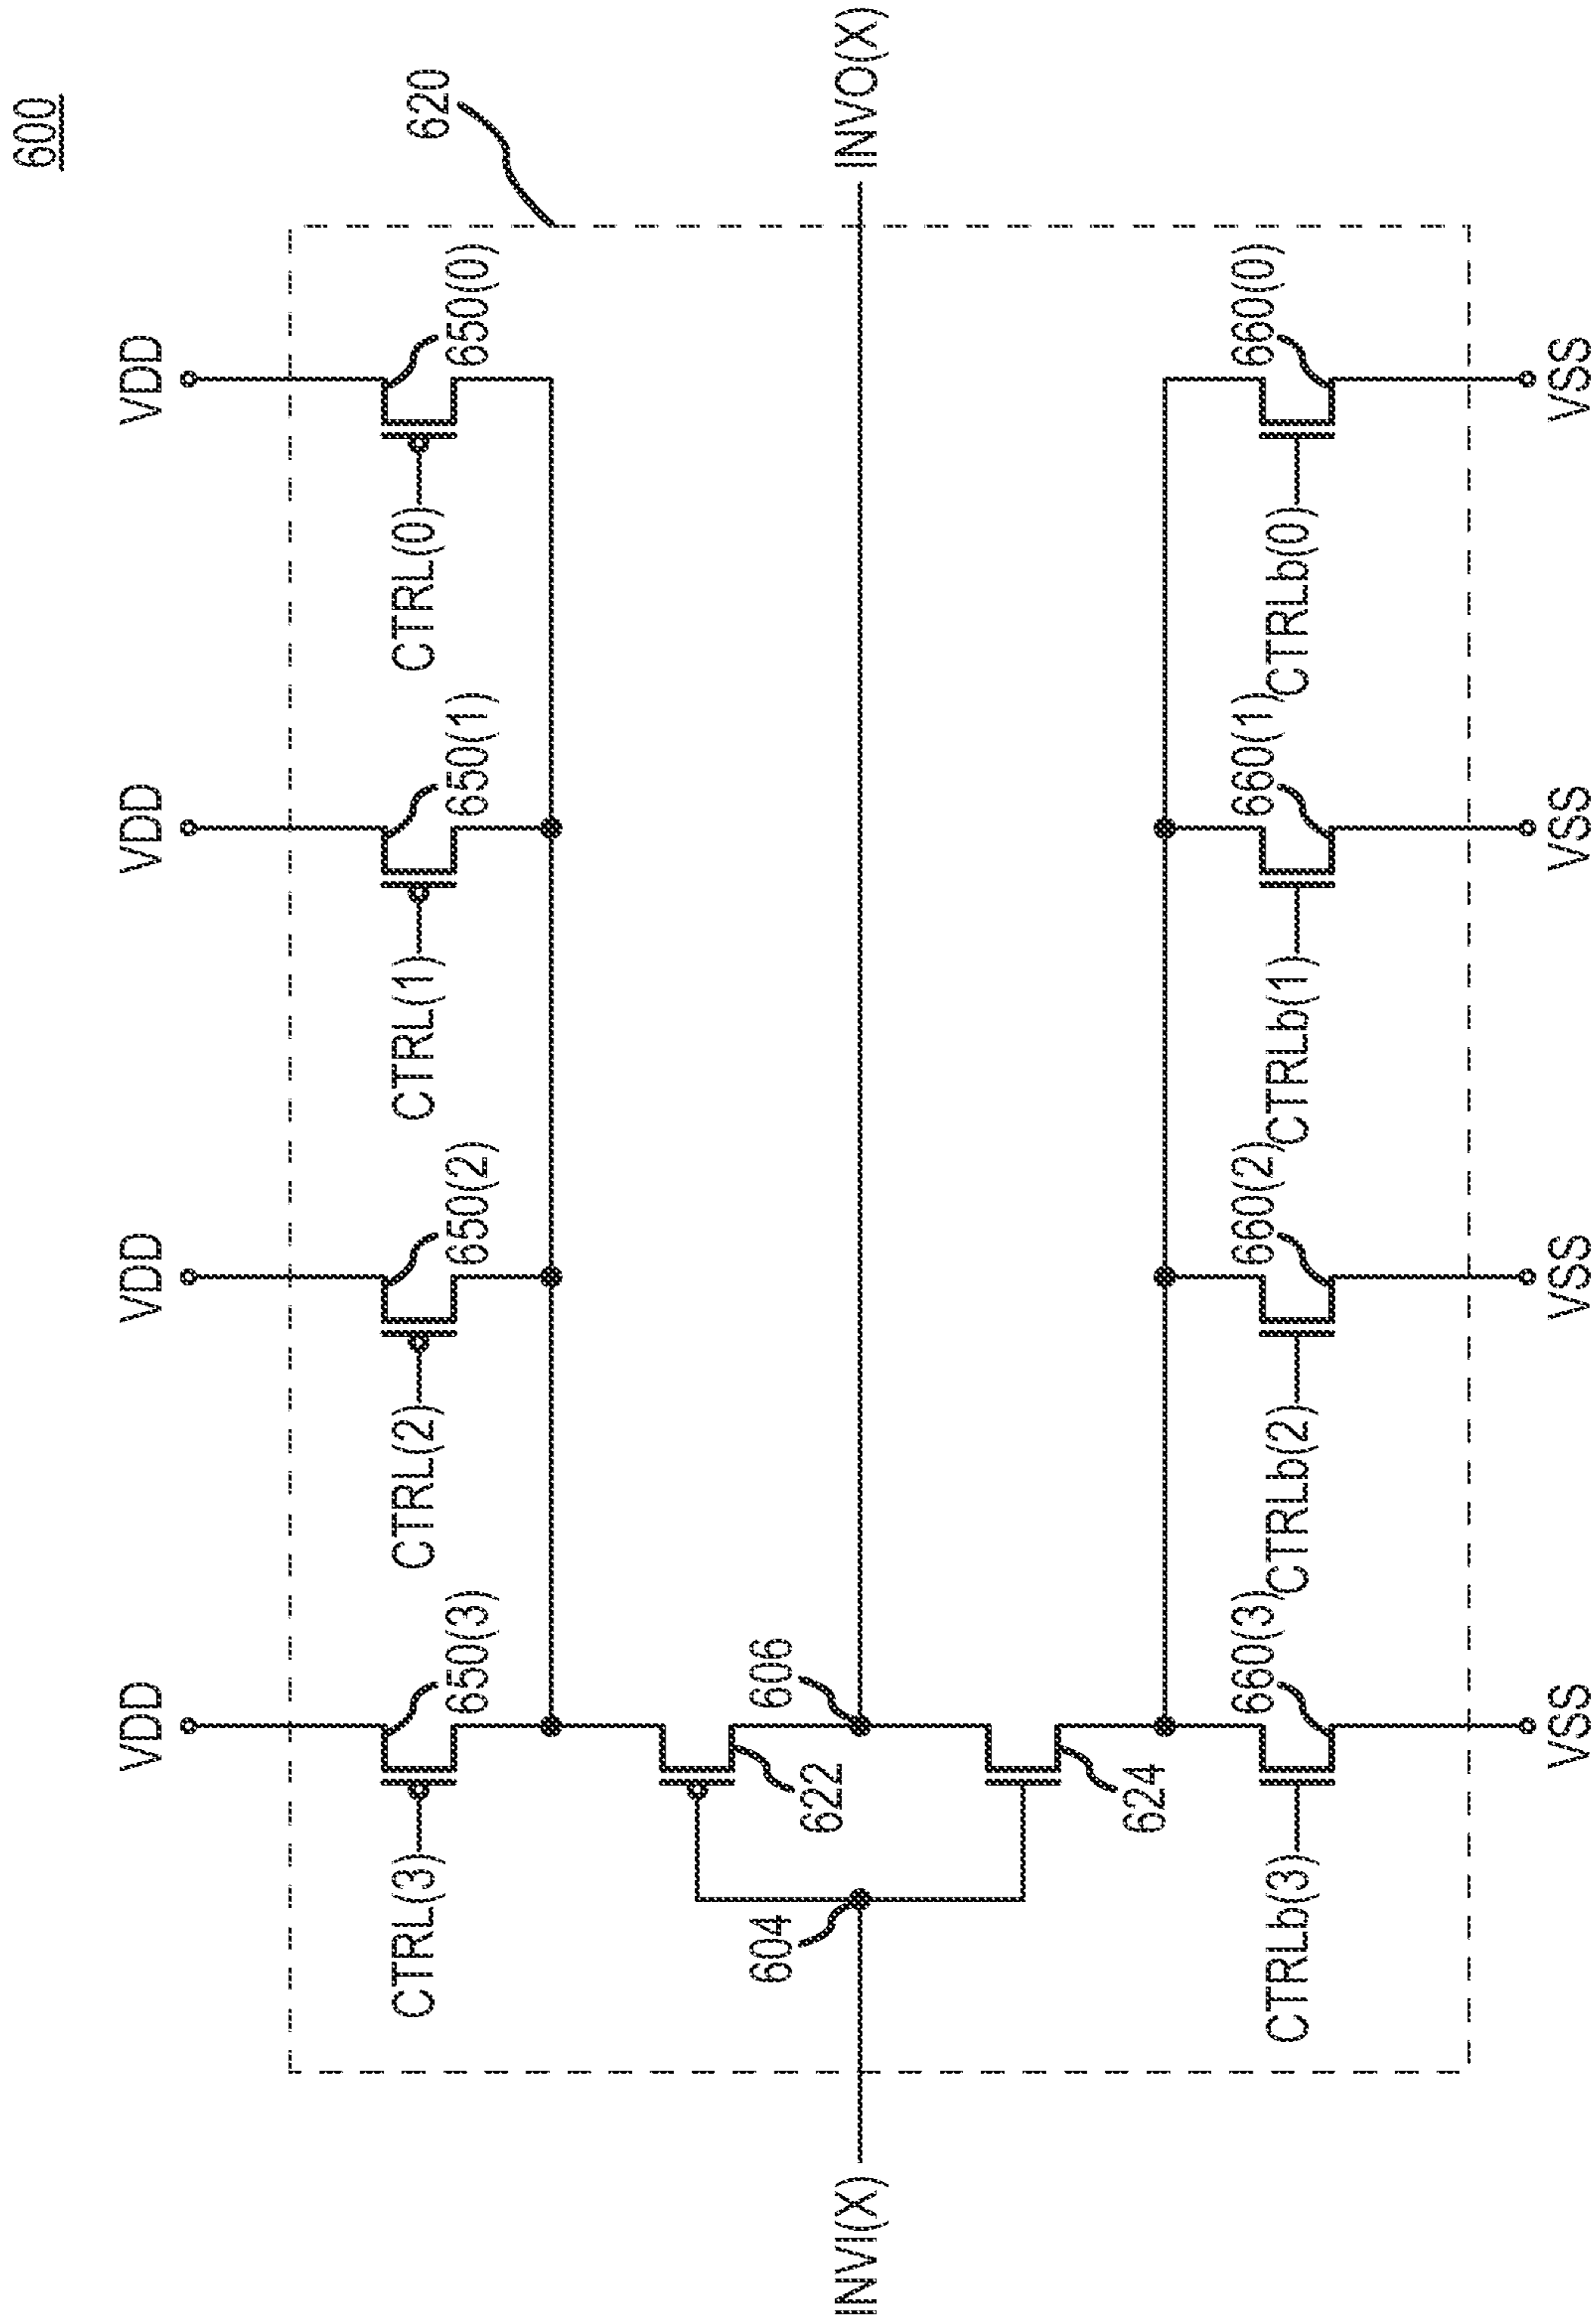 600
620
VDD
VDD
VDD
VDD
CTRL(3)
650(3)
CTRL(2)
650(2)
CTRL(1)
650(1)
CTRL(0)
650(0)
622
INVI(X)
604
606
INVO(X)
624
CTRLb(3)
660(3)
CTRLb(2)
660(2)
CTRLb(1)
660(1)
CTRLb(0)
660(0)
VSS
VSS
VSS
VSS